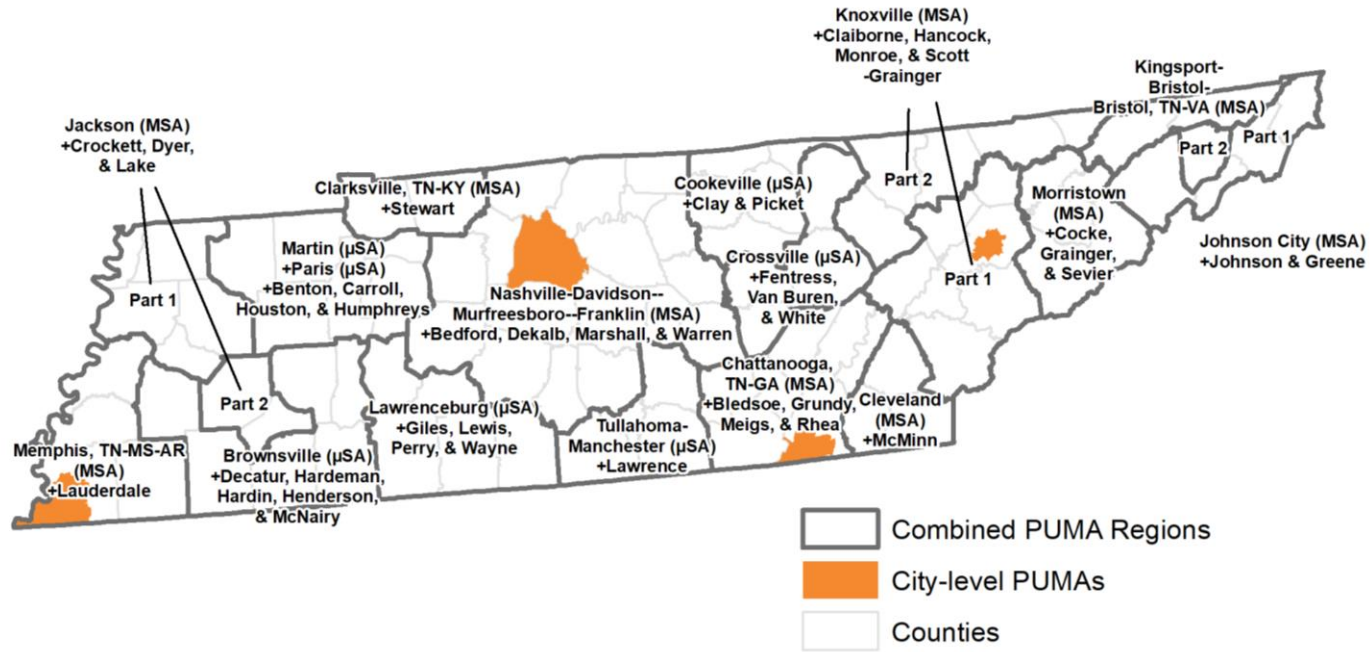 Knoxville (MSA)
+Claiborne, Hancock,
Monroe, & Scott
-Grainger
Kingsport-
Bristol-
Bristol, TN-VA (MSA)
Jackson (MSA)
+Crockett, Dyer,
& Lake
Part 1
Part 2
Part 2
Clarksville, TN-KY (MSA)
+Stewart
Cookeville (µSA)
+Clay & Picket
Morristown
(MSA)
+Cocke,
Grainger,
& Sevier
Johnson City (MSA)
+Johnson & Greene
Martin (µSA)
+Paris (µSA)
+Benton, Carroll,
Houston, & Humphreys
Crossville (µSA)
+Fentress,
Van Buren,
& White
Part 1
Part 1
Nashville-Davidson--
Murfreesboro--Franklin (MSA)
+Bedford, Dekalb, Marshall, & Warren
Chattanooga,
TN-GA (MSA)
+Bledsoe, Grundy,
Meigs, & Rhea
Part 2
Lawrenceburg (µSA)
+Giles, Lewis,
Perry, & Wayne
Cleveland
(MSA)
+McMinn
Tullahoma-
Manchester (µSA)
+Lawrence
Memphis, TN-MS-AR
(MSA)
+Lauderdale
Brownsville (µSA)
+Decatur, Hardeman,
Hardin, Henderson,
& McNairy
Combined PUMA Regions
City-level PUMAs
Counties